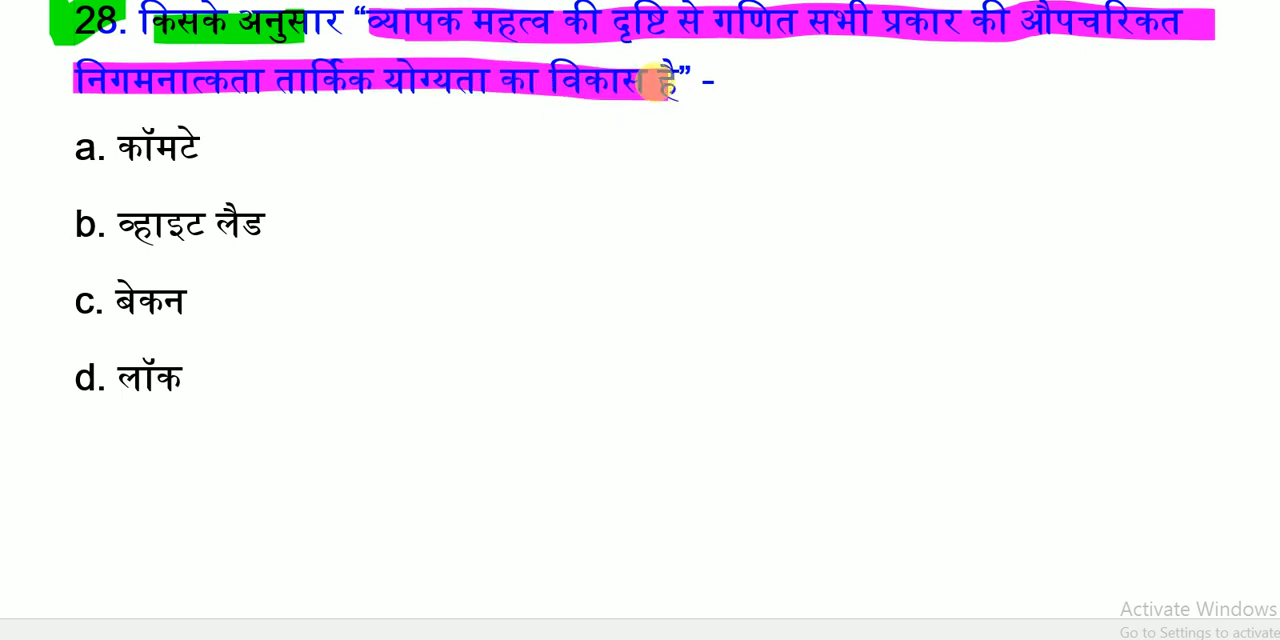 28. किसके अनुसार “व्यापक महत्व की दृष्टि से गणित सभी प्रकार की औपचरिकत
निगमनात्कता तार्किक योग्यता का विकास है” -
a. कॉमटे
b. व्हाइट लैड
c. बेकन
d. लॉक
Activate Windows
Go to Settings to activate